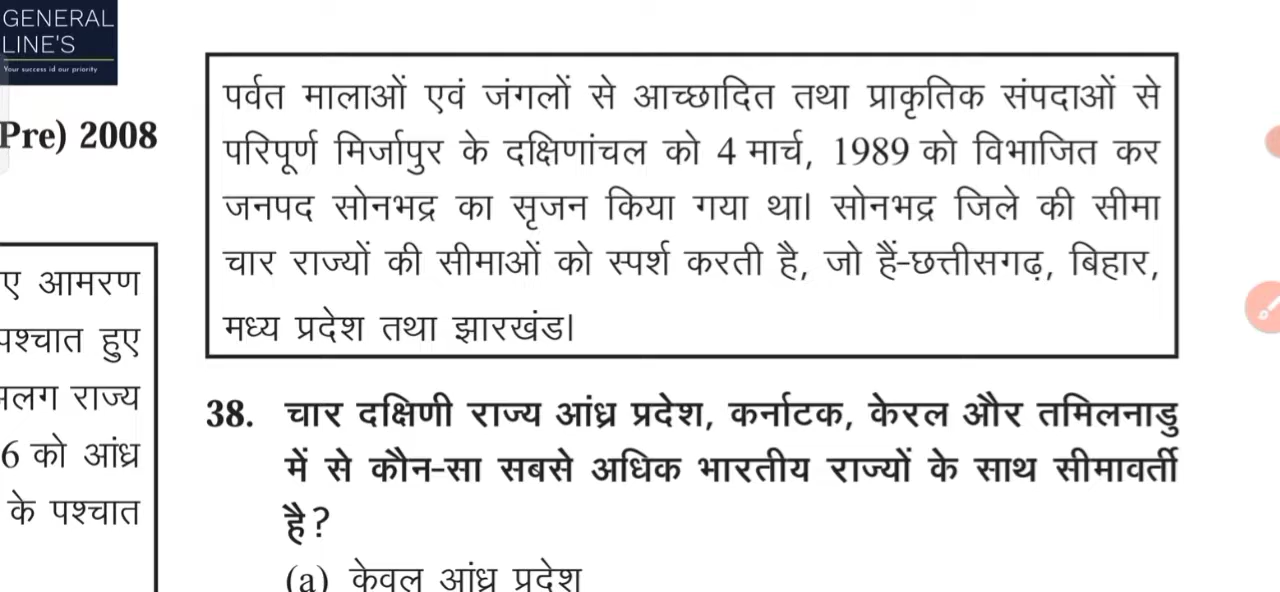 GENERAL
LINE'S
Your success id our priority
Pre) 2008
ए आमरण
पश्चात हुए
अलग राज्य
6 को आंध्र
के पश्चात
पर्वत मालाओं एवं जंगलों से आच्छादित तथा प्राकृतिक संपदाओं से
परिपूर्ण मिर्जापुर के दक्षिणांचल को 4 मार्च, 1989 को विभाजित कर
जनपद सोनभद्र का सृजन किया गया था। सोनभद्र जिले की सीमा
चार राज्यों की सीमाओं को स्पर्श करती है, जो हैं-छत्तीसगढ़, बिहार,
मध्य प्रदेश तथा झारखंड।
38. चार दक्षिणी राज्य आंध्र प्रदेश, कर्नाटक, केरल और तमिलनाडु
में से कौन-सा सबसे अधिक भारतीय राज्यों के साथ सीमावर्ती
है?
(a) केवल आंध्र प्रदेश